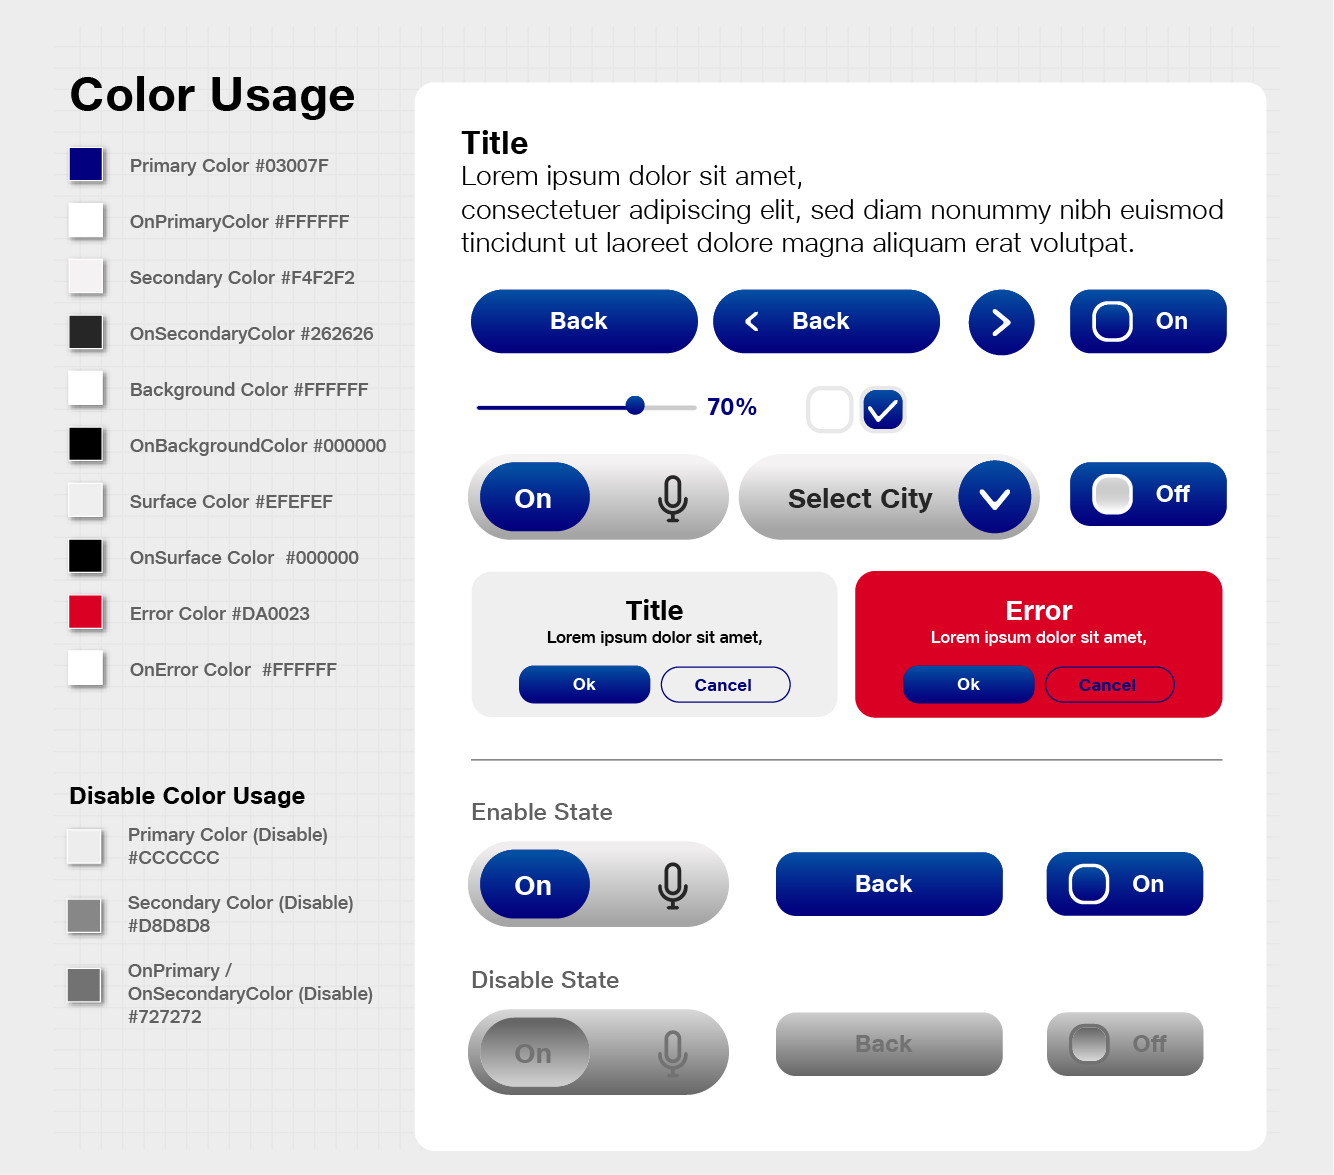 Color Usage
Primary Color #03007F
OnPrimaryColor #FFFFFF
Secondary Color #F4F2F2
OnSecondaryColor #262626
Background Color #FFFFFF
OnBackgroundColor #000000
Surface Color #EFEFEF
OnSurface Color  #000000
Error Color #DA0023
OnError Color  #FFFFFF
Disable Color Usage
Primary Color (Disable)
#CCCCCC
Secondary Color (Disable)
#D8D8D8
OnPrimary /
OnSecondaryColor (Disable)
#727272
Title
Lorem ipsum dolor sit amet,
consectetuer adipiscing elit, sed diam nonummy nibh euismod
tincidunt ut laoreet dolore magna aliquam erat volutpat.
Back
Back
On
70%
On
Select City
Off
Title
Lorem ipsum dolor sit amet,
Ok
Cancel
Error
Lorem ipsum dolor sit amet,
Ok
Cancel
Enable State
On
Back
On
Disable State
On
Back
Off